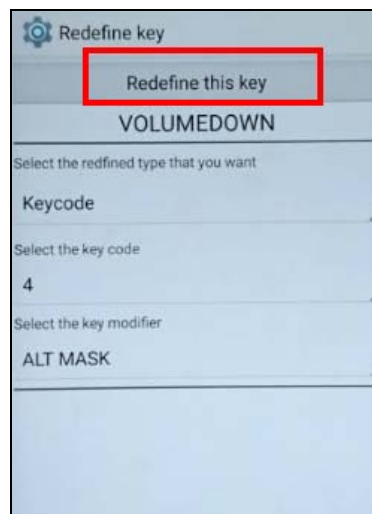 Redefine key
Redefine this key
VOLUMEDOWN
Select the redfined type that you want
Keycode
Select the key code
4
Select the key modifier
ALT MASK